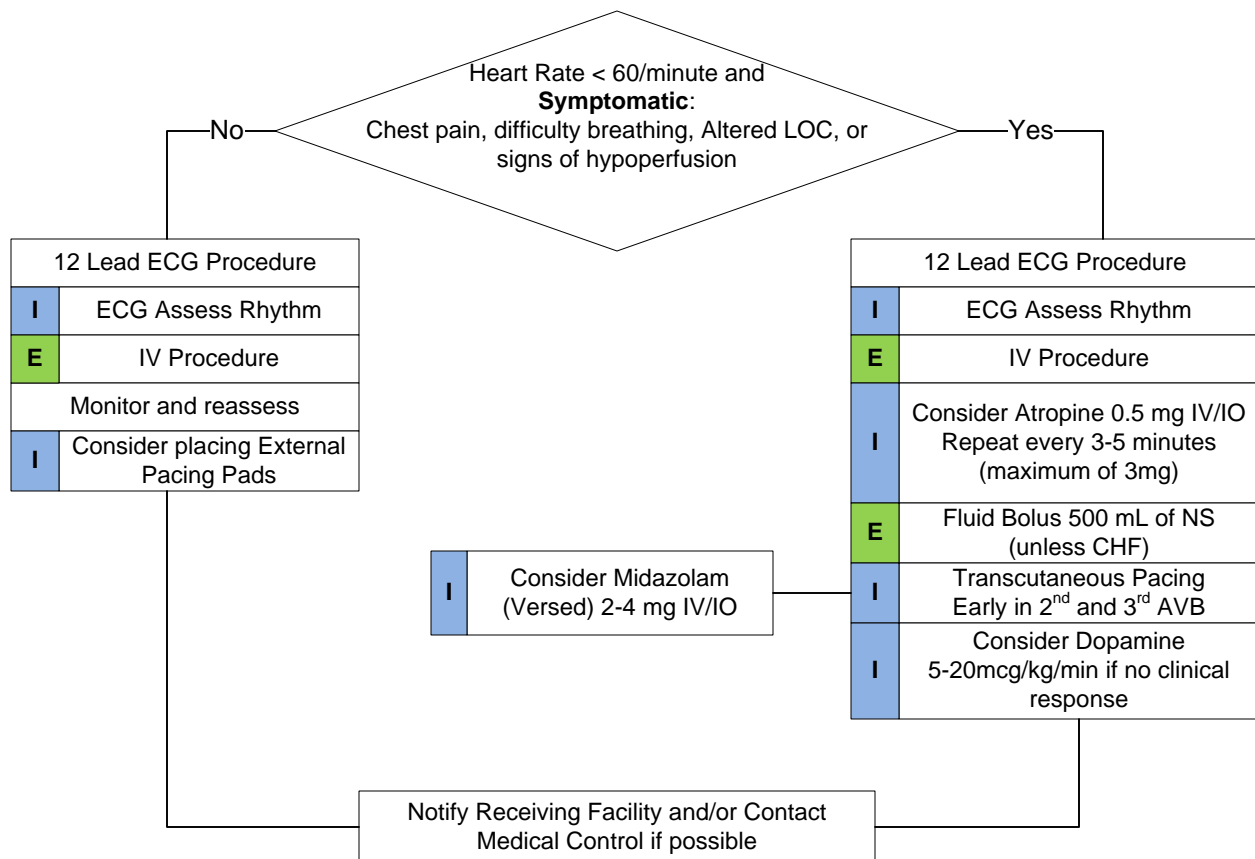 Heart Rate < 60/minute and
Symptomatic:
Chest pain, difficulty breathing, Altered LOC, or
signs of hypoperfusion
No
Yes
12 Lead ECG Procedure
I
ECG Assess Rhythm
E
IV Procedure
Monitor and reassess
I
Consider placing External
Pacing Pads
12 Lead ECG Procedure
I
ECG Assess Rhythm
E
IV Procedure
I
Consider Atropine 0.5 mg IV/IO
Repeat every 3-5 minutes
(maximum of 3mg)
E
Fluid Bolus 500 mL of NS
(unless CHF)
I
Transcutaneous Pacing
Early in 2nd and 3rd AVB
I
Consider Midazolam
(Versed) 2-4 mg IV/IO
I
Consider Dopamine
5-20mcg/kg/min if no clinical
response
Notify Receiving Facility and/or Contact
Medical Control if possible